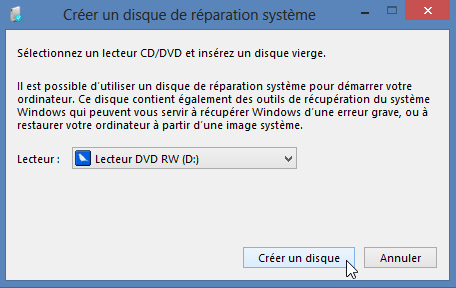 Créer un disque de réparation système
Sélectionnez un lecteur CD/DVD et insérez un disque vierge.
Il est possible d'utiliser un disque de réparation système pour démarrer votre
ordinateur. Ce disque contient également des outils de récupération du système
Windows qui peuvent vous servir à récupérer Windows d'une erreur grave, ou à
restaurer votre ordinateur à partir d'une image système.
Lecteur : Lecteur DVD RW (D:)
Créer un disque Annuler